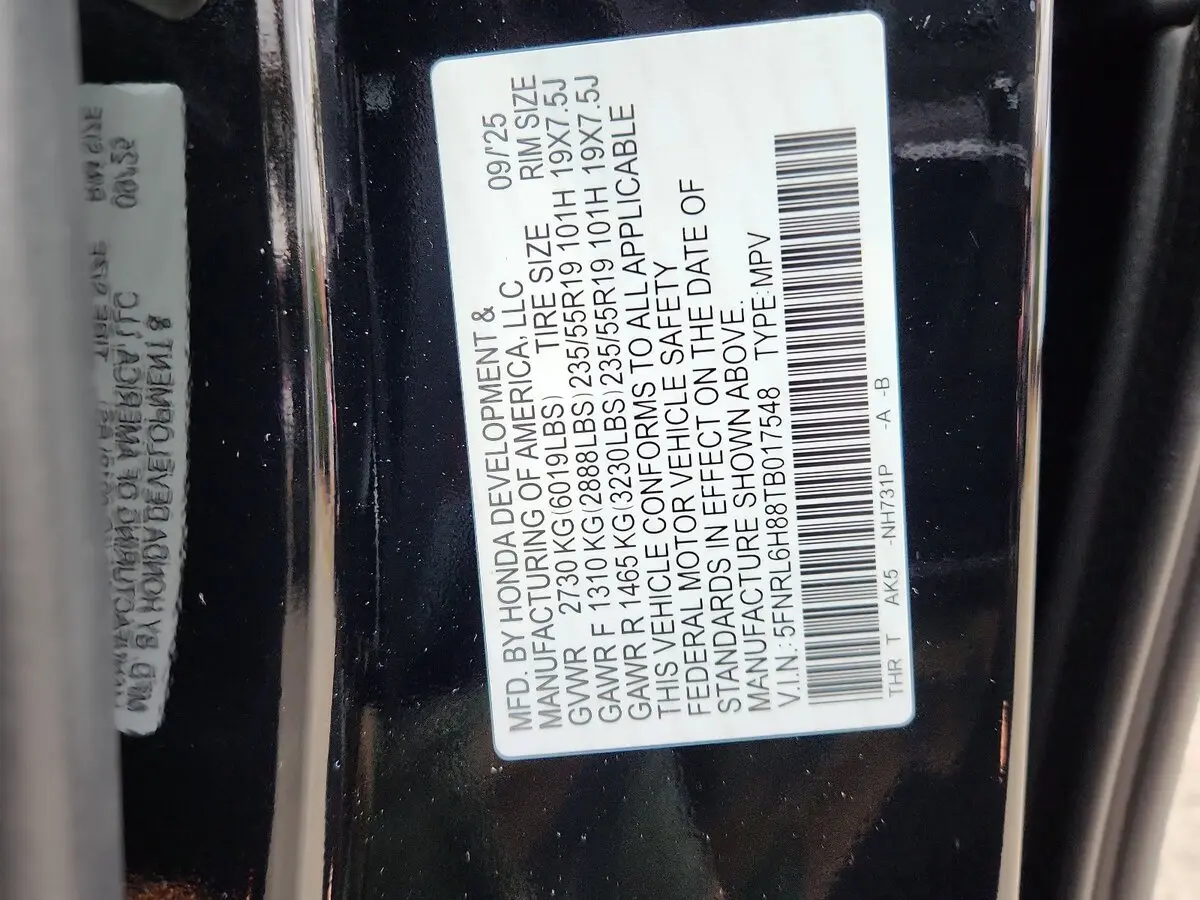 MFD. BY HONDA DEVELOPMENT &
MANUFACTURING OF AMERICA, LLC 09/'25
GVWR 2730 KG(6019LBS) TIRE SIZE RIM SIZE
GAWR F 1310 KG(2888LBS)235/55R19 101H 19X7.5J
GAWR R 1465 KG(3230LBS)235/55R19 101H 19X7.5J
THIS VEHICLE CONFORMS TO ALL APPLICABLE
FEDERAL MOTOR VEHICLE SAFETY
STANDARDS IN EFFECT ON THE DATE OF
MANUFACTURE SHOWN ABOVE.
V.I.N.:5FNRL6H88TB017548 TYPE:MPV
THR T AK5 -NH731P -A -B